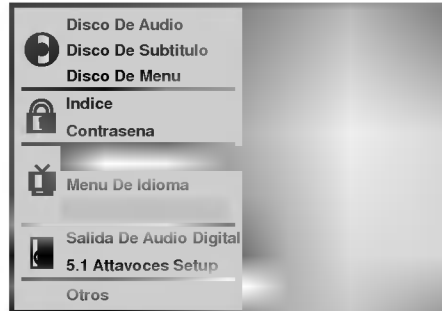 Disco De Audio
Disco De Subtitulo
Disco De Menu
Indice
Contrasena
Menu De Idioma
Salida De Audio Digital
5.1 Attavoces Setup
Otros